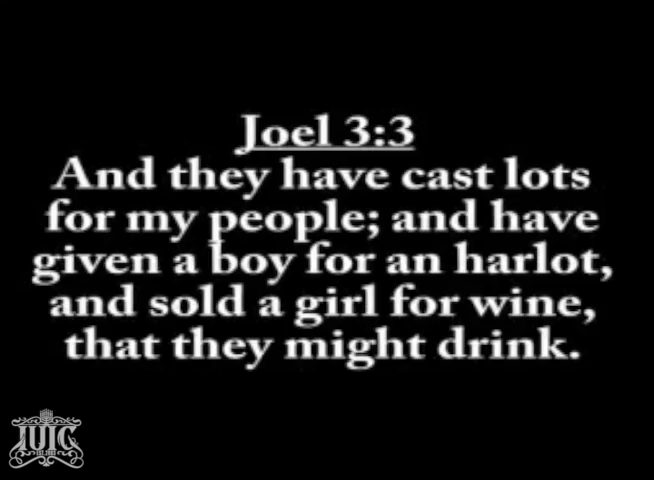 Joel 3:3
And they have cast lots
for my people; and have
given a boy for an harlot,
and sold a girl for wine,
that they might drink.
IUIC